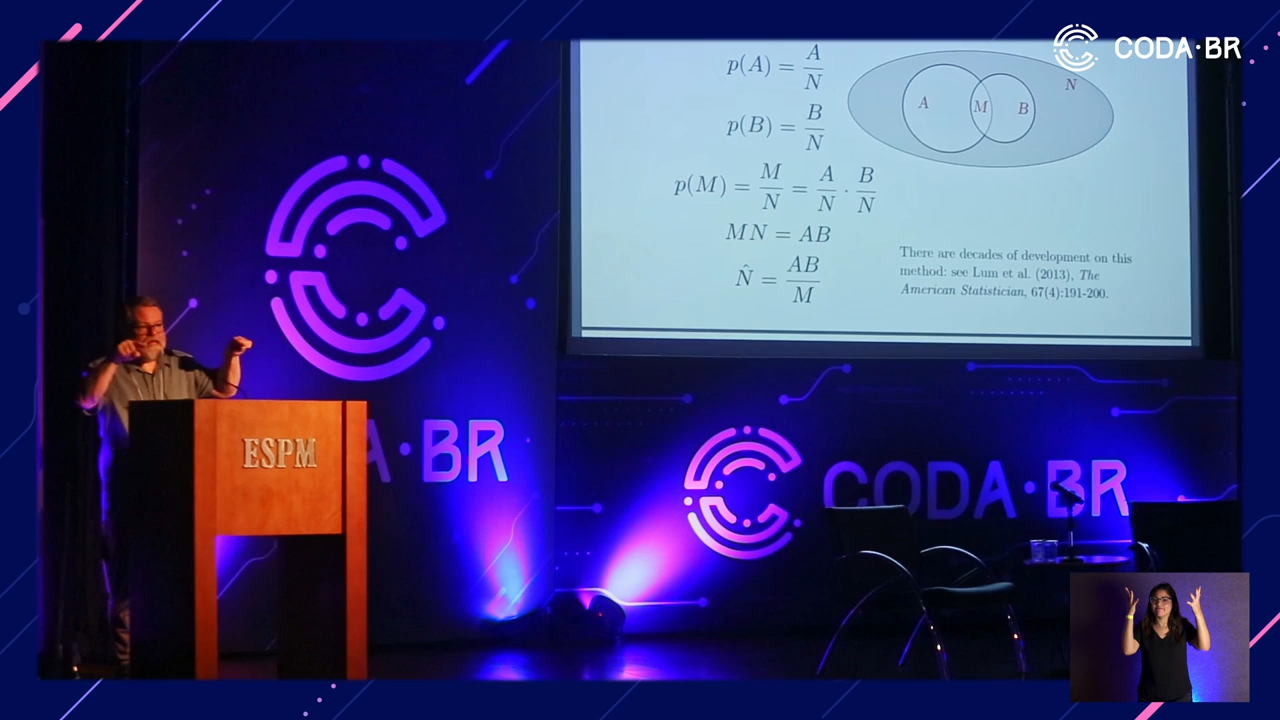 CODA·BR
p(A) = A/N
p(B) = B/N
p(M) = M/N = A/N · B/N
MN = AB
N̂ = AB/M
A M B N
There are decades of development on this
method: see Lum et al. (2013), The
American Statistician, 67(4):191-200.
ESPM
A·BR
CODA·BR